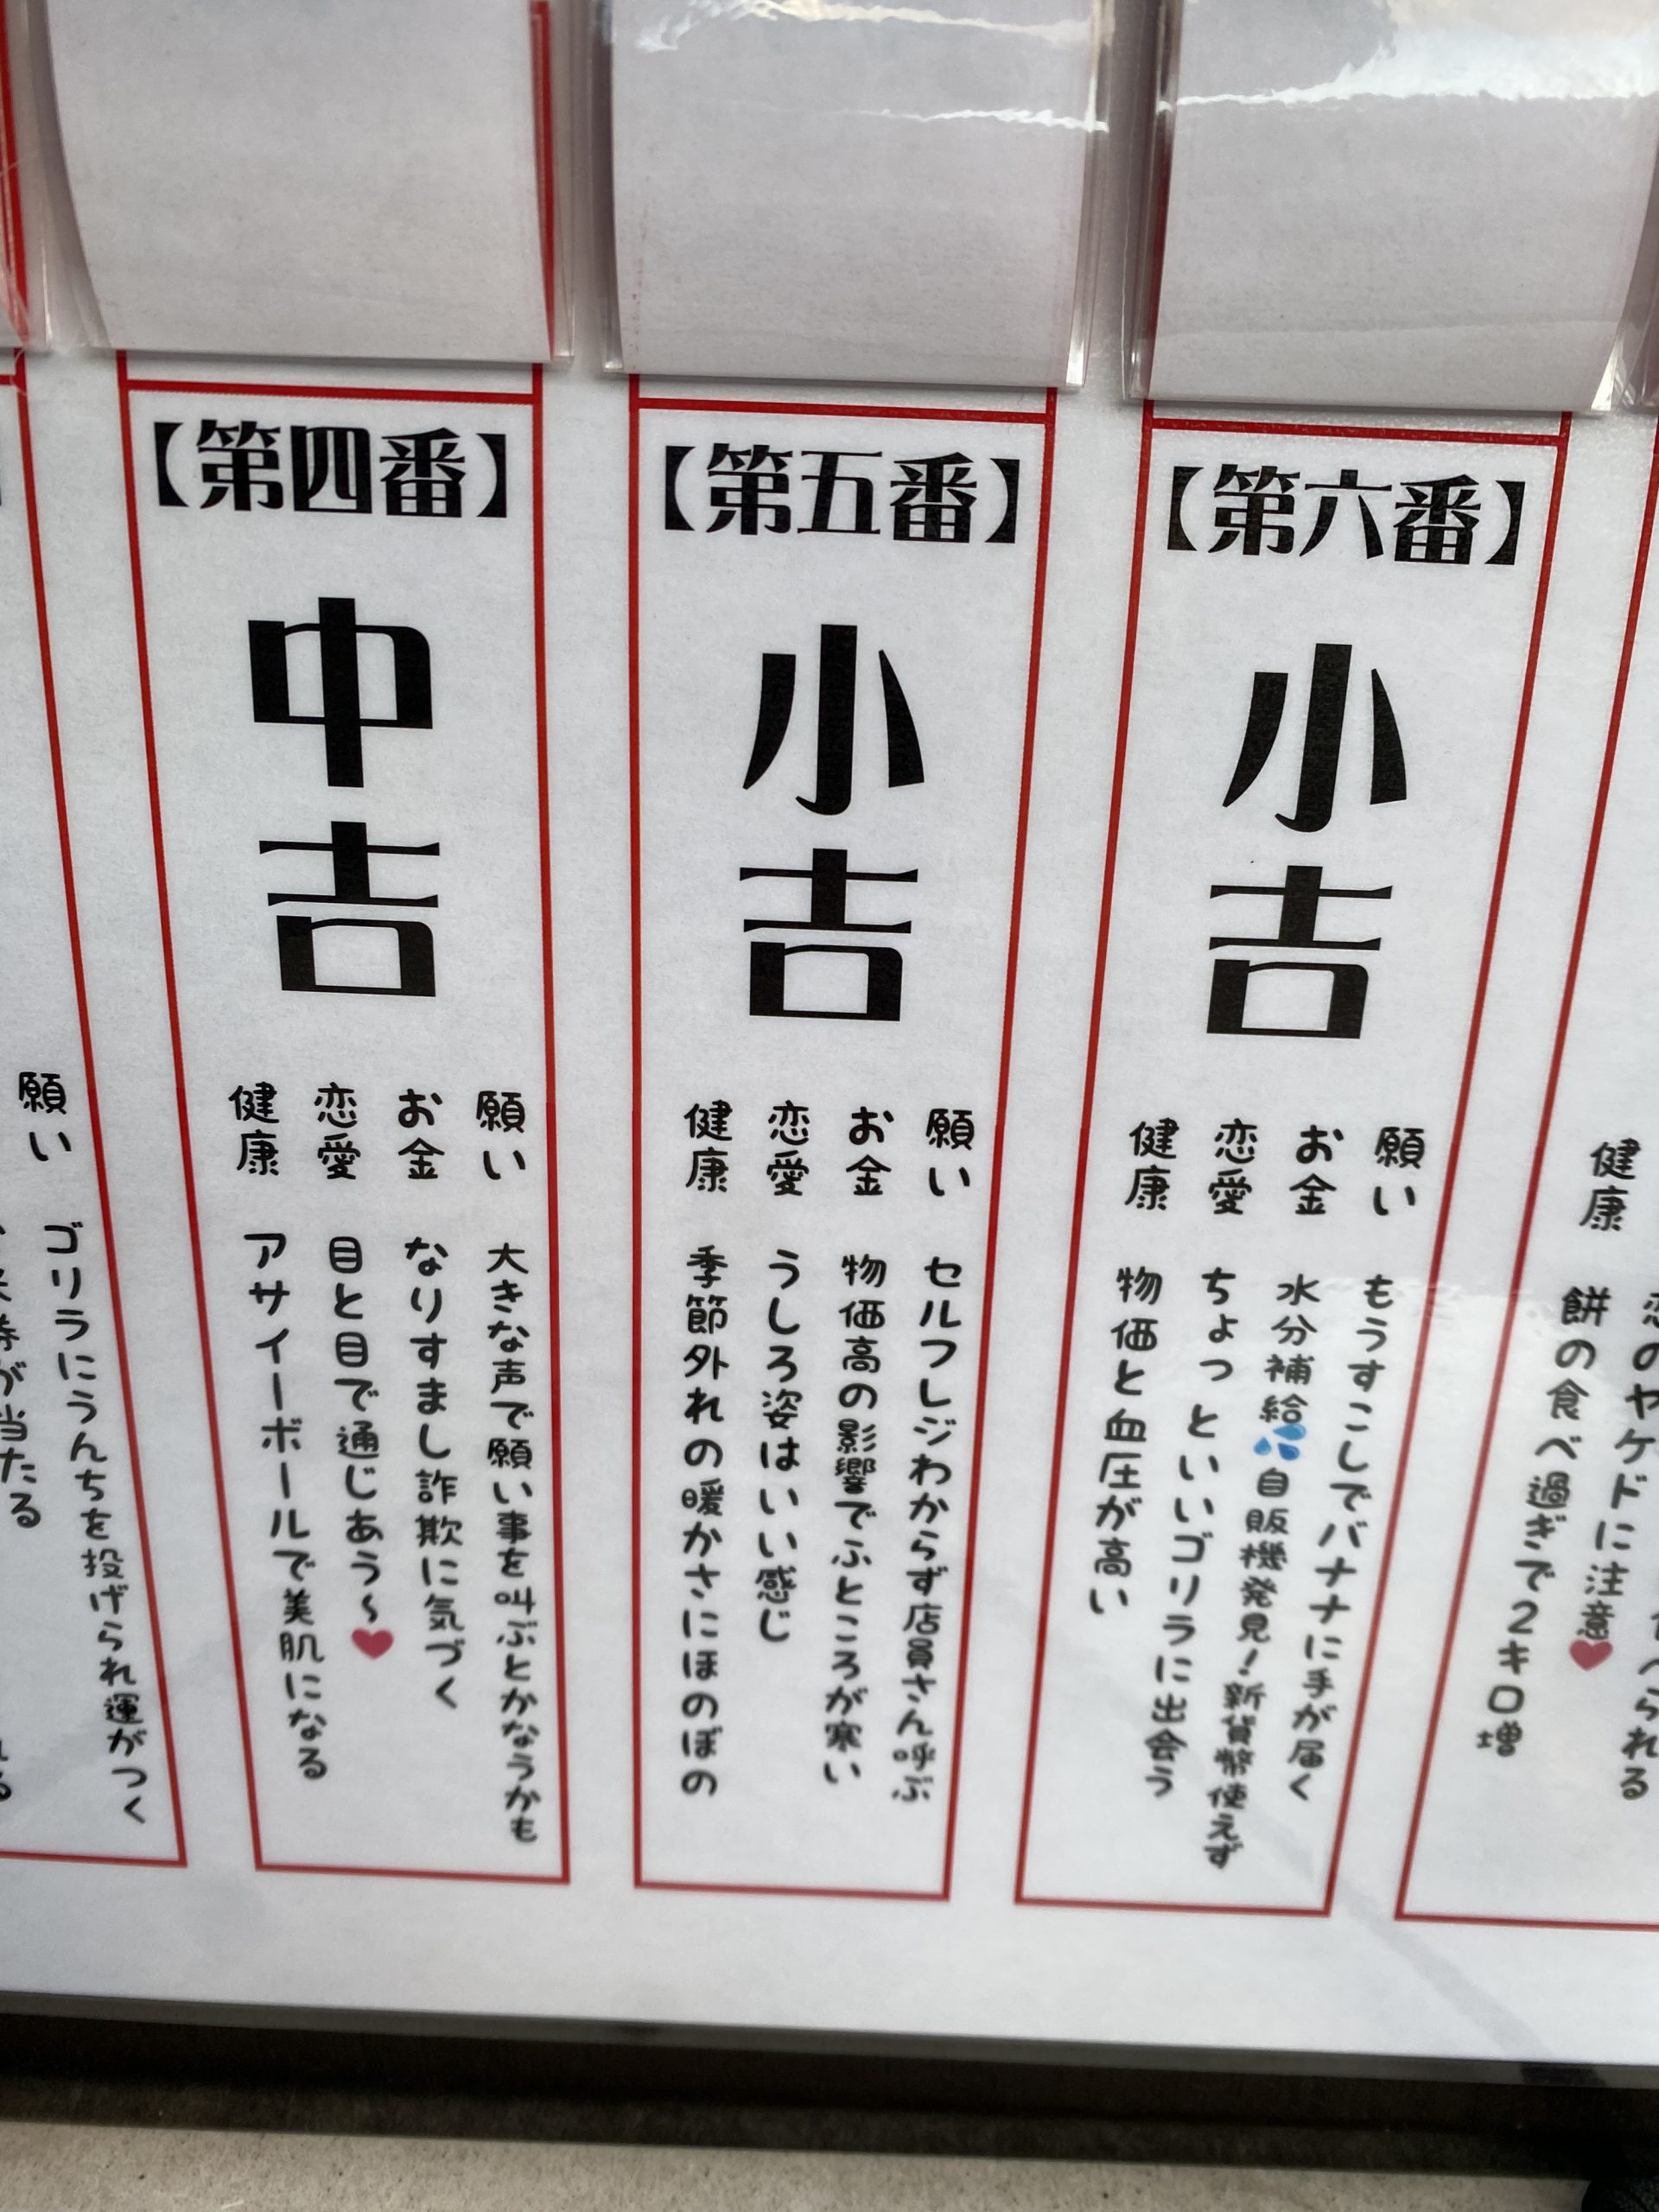 健康 餅の食べ過ぎで2キロ増
【第六番】
小吉
願い もうすこしでバナナに手が届く
お金 水分補給💦自販機発見!新貨幣使えず
恋愛 ちょっといいゴリラに出会う
健康 物価と血圧が高い
【第五番】
小吉
願い セルフレジわからず店員さん呼ぶ
お金 物価高の影響でふところが寒い
恋愛 うしろ姿はいい感じ
健康 季節外れの暖かさにほのぼの
【第四番】
中吉
願い 大きな声で願い事を叫ぶとかなうかも
お金 なりすまし詐欺に気づく
恋愛 目と目で通じあう〜❤
健康 アサイーボールで美肌になる
願い ゴリラにうんちを投げられ運がつく